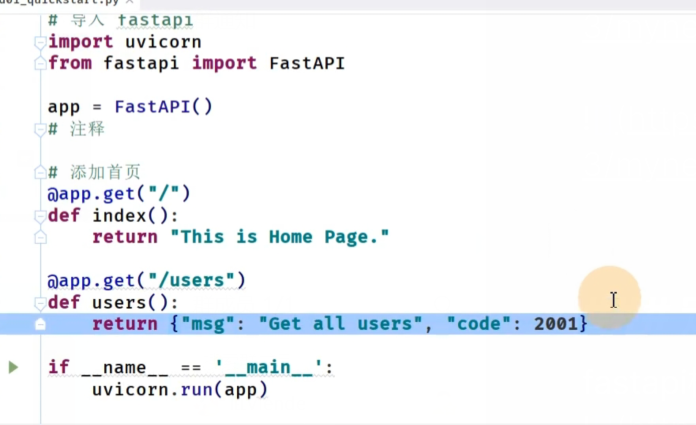 d01_quickstart.py
# 导入 fastapi
import uvicorn
from fastapi import FastAPI
app = FastAPI()
# 注释
# 添加首页
@app.get("/")
def index():
return "This is Home Page."
@app.get("/users")
def users():
return {"msg": "Get all users", "code": 2001}
if __name__ == '__main__':
uvicorn.run(app)